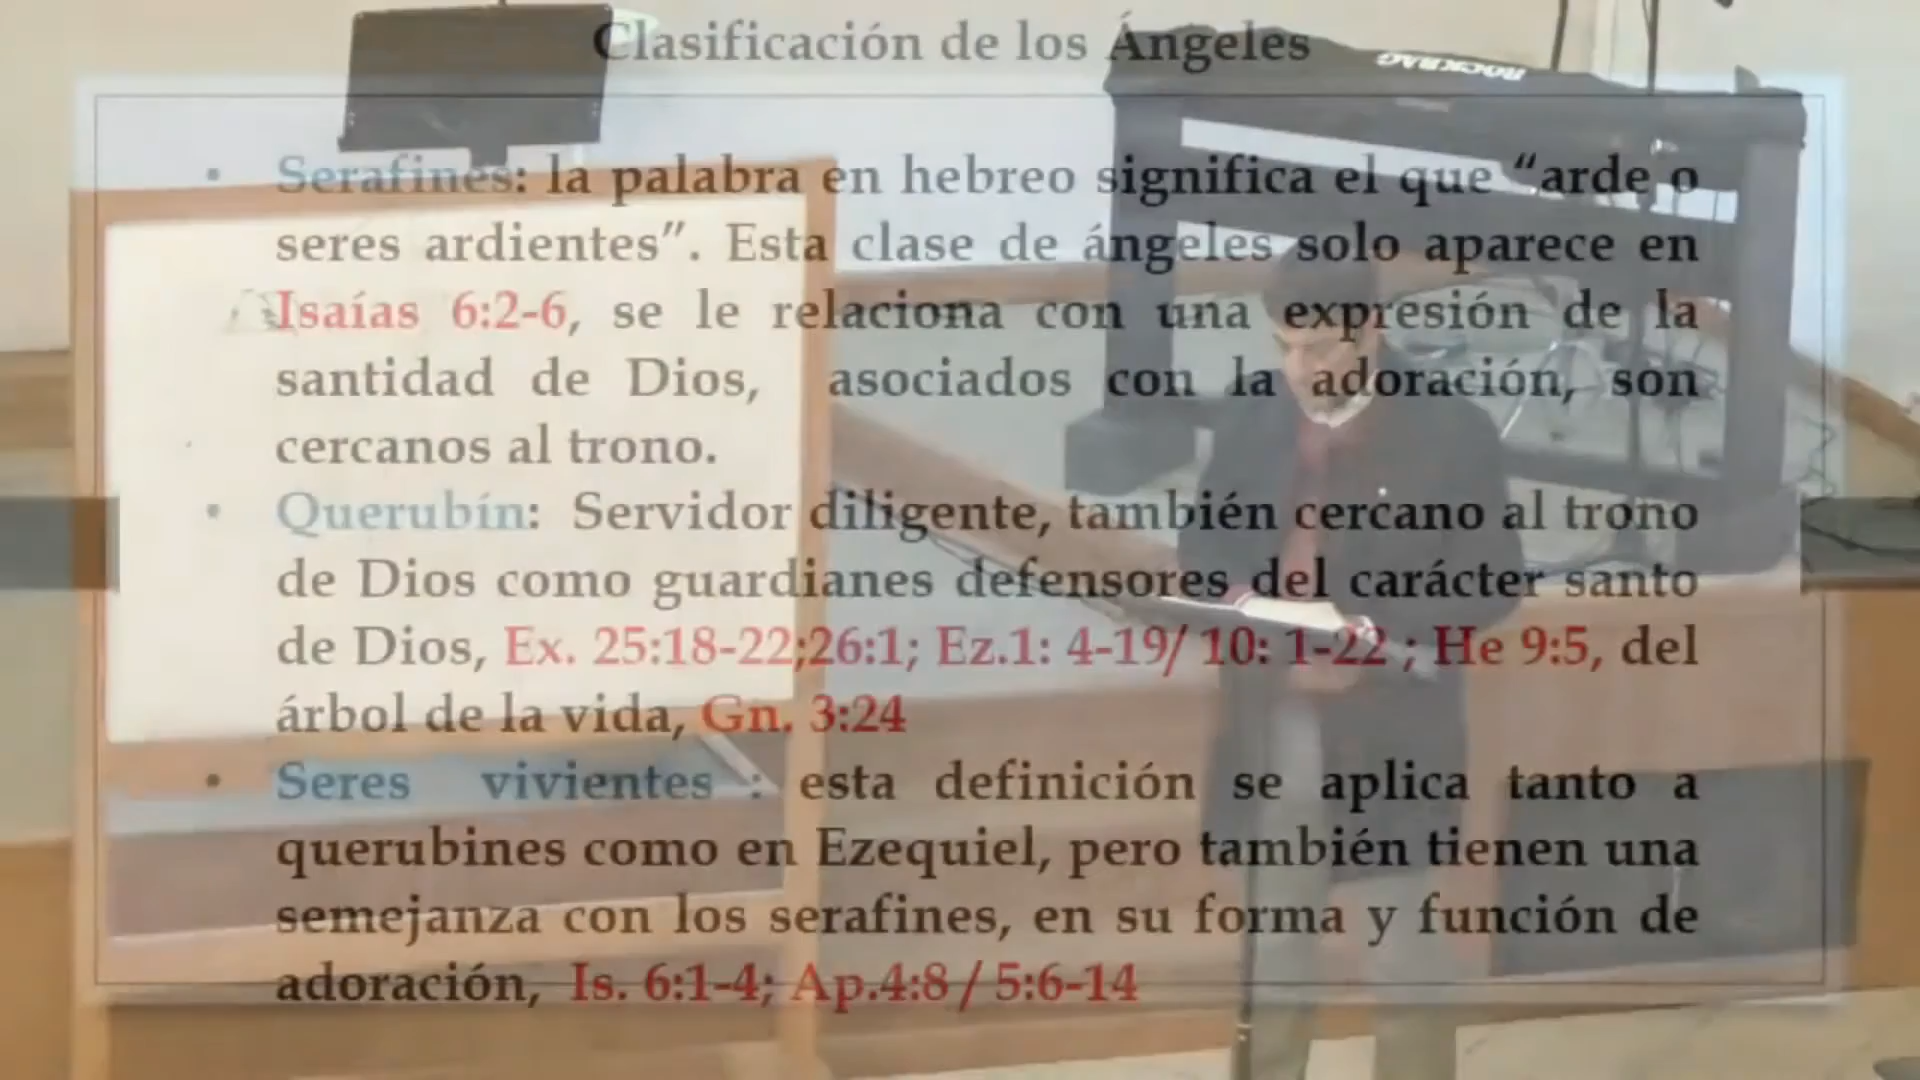 Clasificación de los Ángeles
ROCKBAG
• Serafines: la palabra en hebreo significa el que “arde o
seres ardientes”. Esta clase de ángeles solo aparece en
Isaías 6:2-6, se le relaciona con una expresión de la
santidad de Dios, asociados con la adoración, son
cercanos al trono.
• Querubín: Servidor diligente, también cercano al trono
de Dios como guardianes defensores del carácter santo
de Dios, Ex. 25:18-22;26:1; Ez.1: 4-19/ 10: 1-22 ; He 9:5, del
árbol de la vida, Gn. 3:24
• Seres vivientes : esta definición se aplica tanto a
querubines como en Ezequiel, pero también tienen una
semejanza con los serafines, en su forma y función de
adoración, Is. 6:1-4; Ap.4:8 / 5:6-14